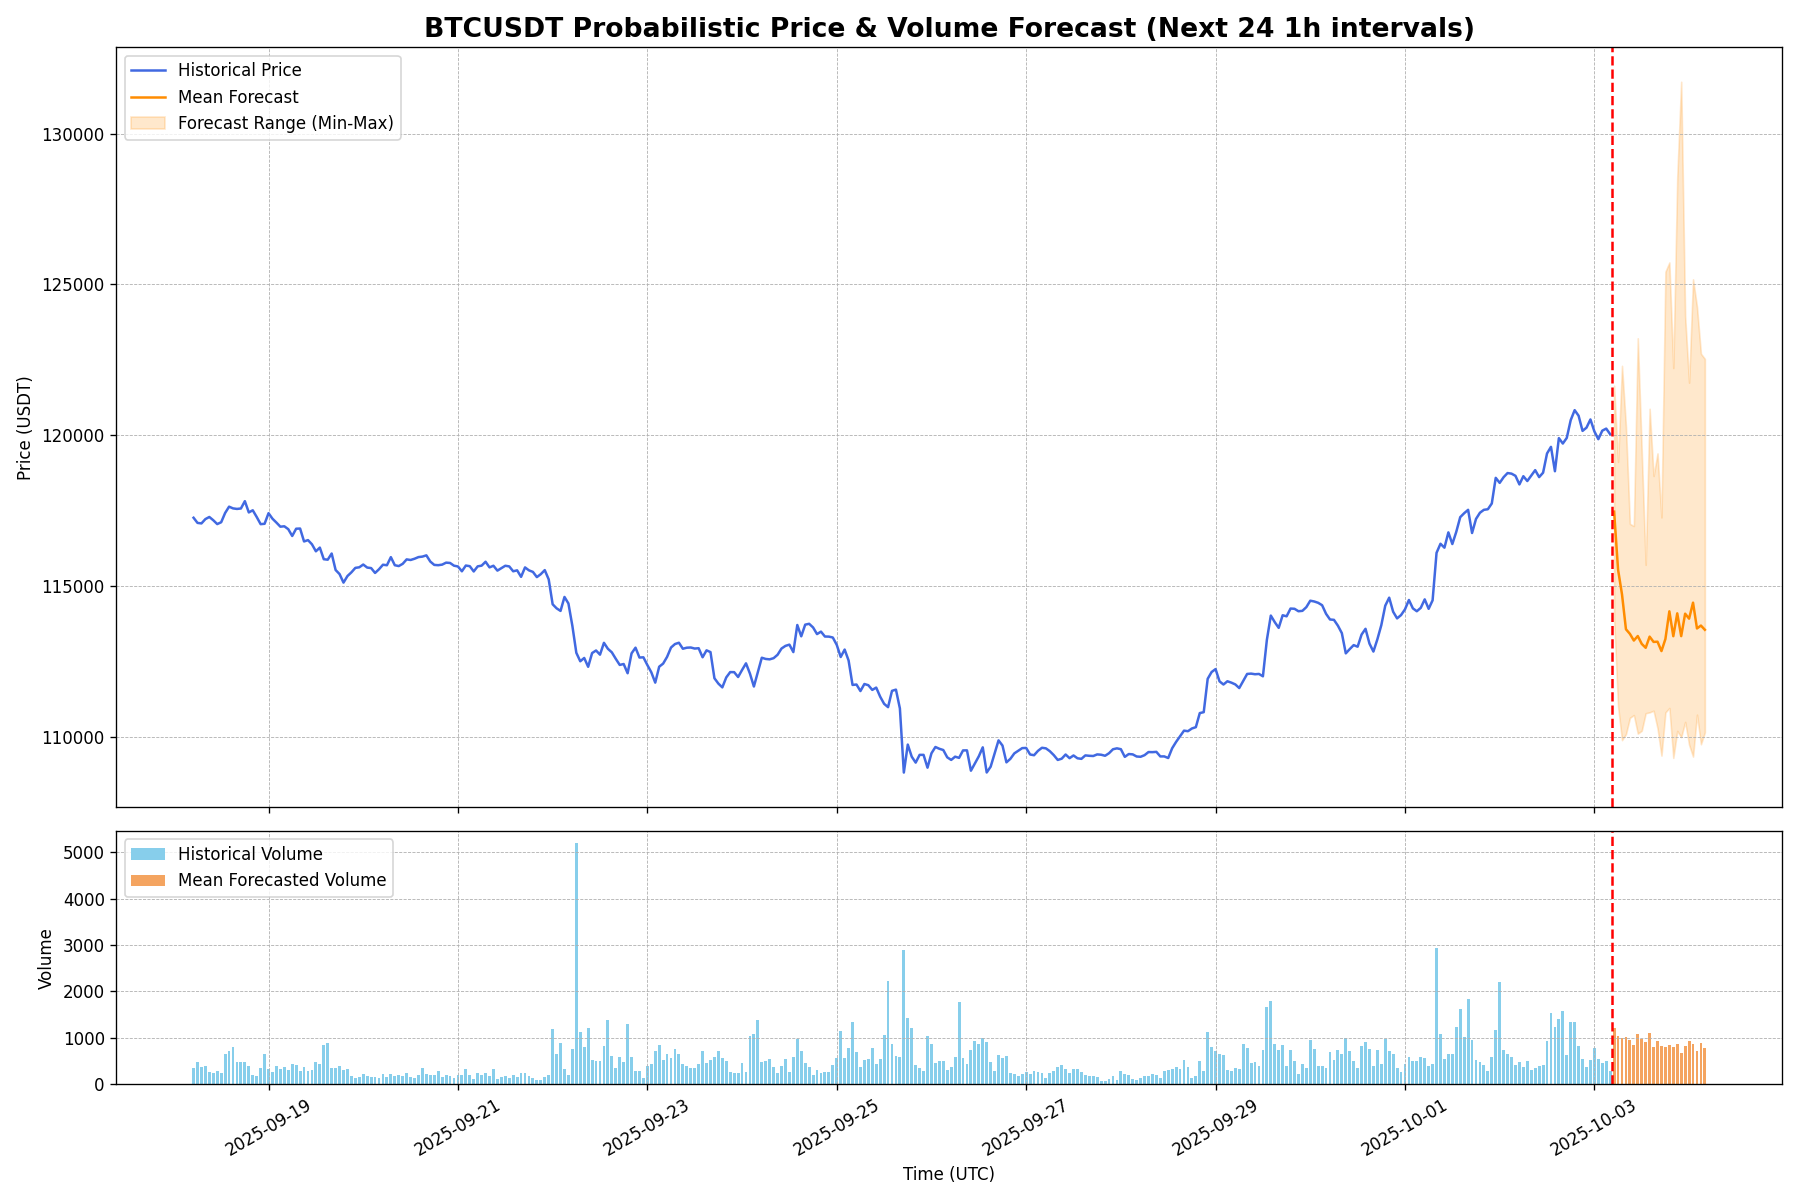 BTCUSDT Probabilistic Price & Volume Forecast (Next 24 1h intervals)
Historical Price
Mean Forecast
Forecast Range (Min-Max)
Price (USDT)
130000
125000
120000
115000
110000
Historical Volume
Mean Forecasted Volume
Volume
5000
4000
3000
2000
1000
0
2025-09-19
2025-09-21
2025-09-23
2025-09-25
2025-09-27
2025-09-29
2025-10-01
2025-10-03
Time (UTC)